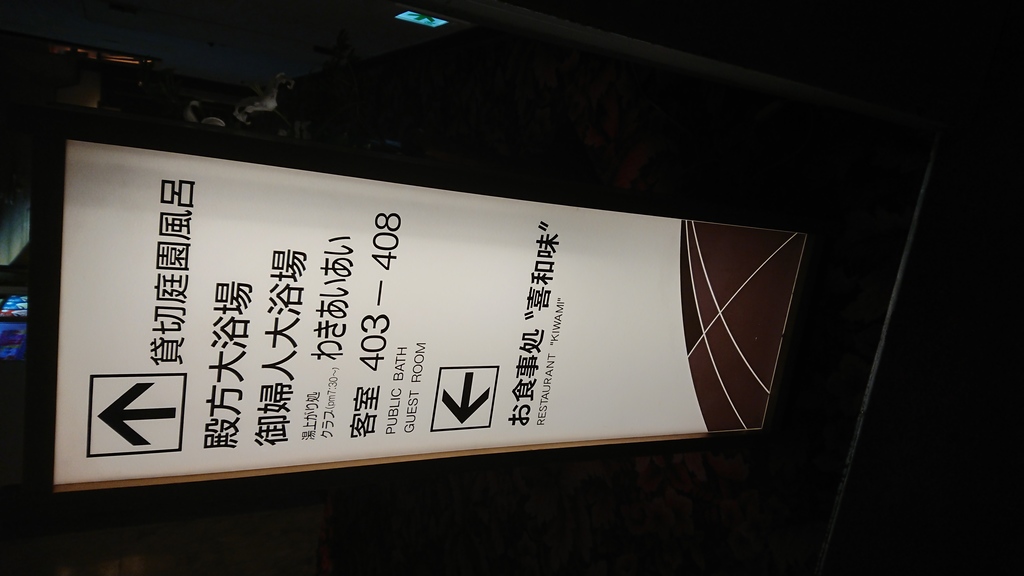 貸切庭園風呂
殿方大浴場
御婦人大浴場
湯上がり処
クラブ(pm7:30~) わきあいあい
客室 403-408
PUBLIC BATH
GUEST ROOM
お食事処 〝喜和味〟
RESTAURANT "KIWAMI"